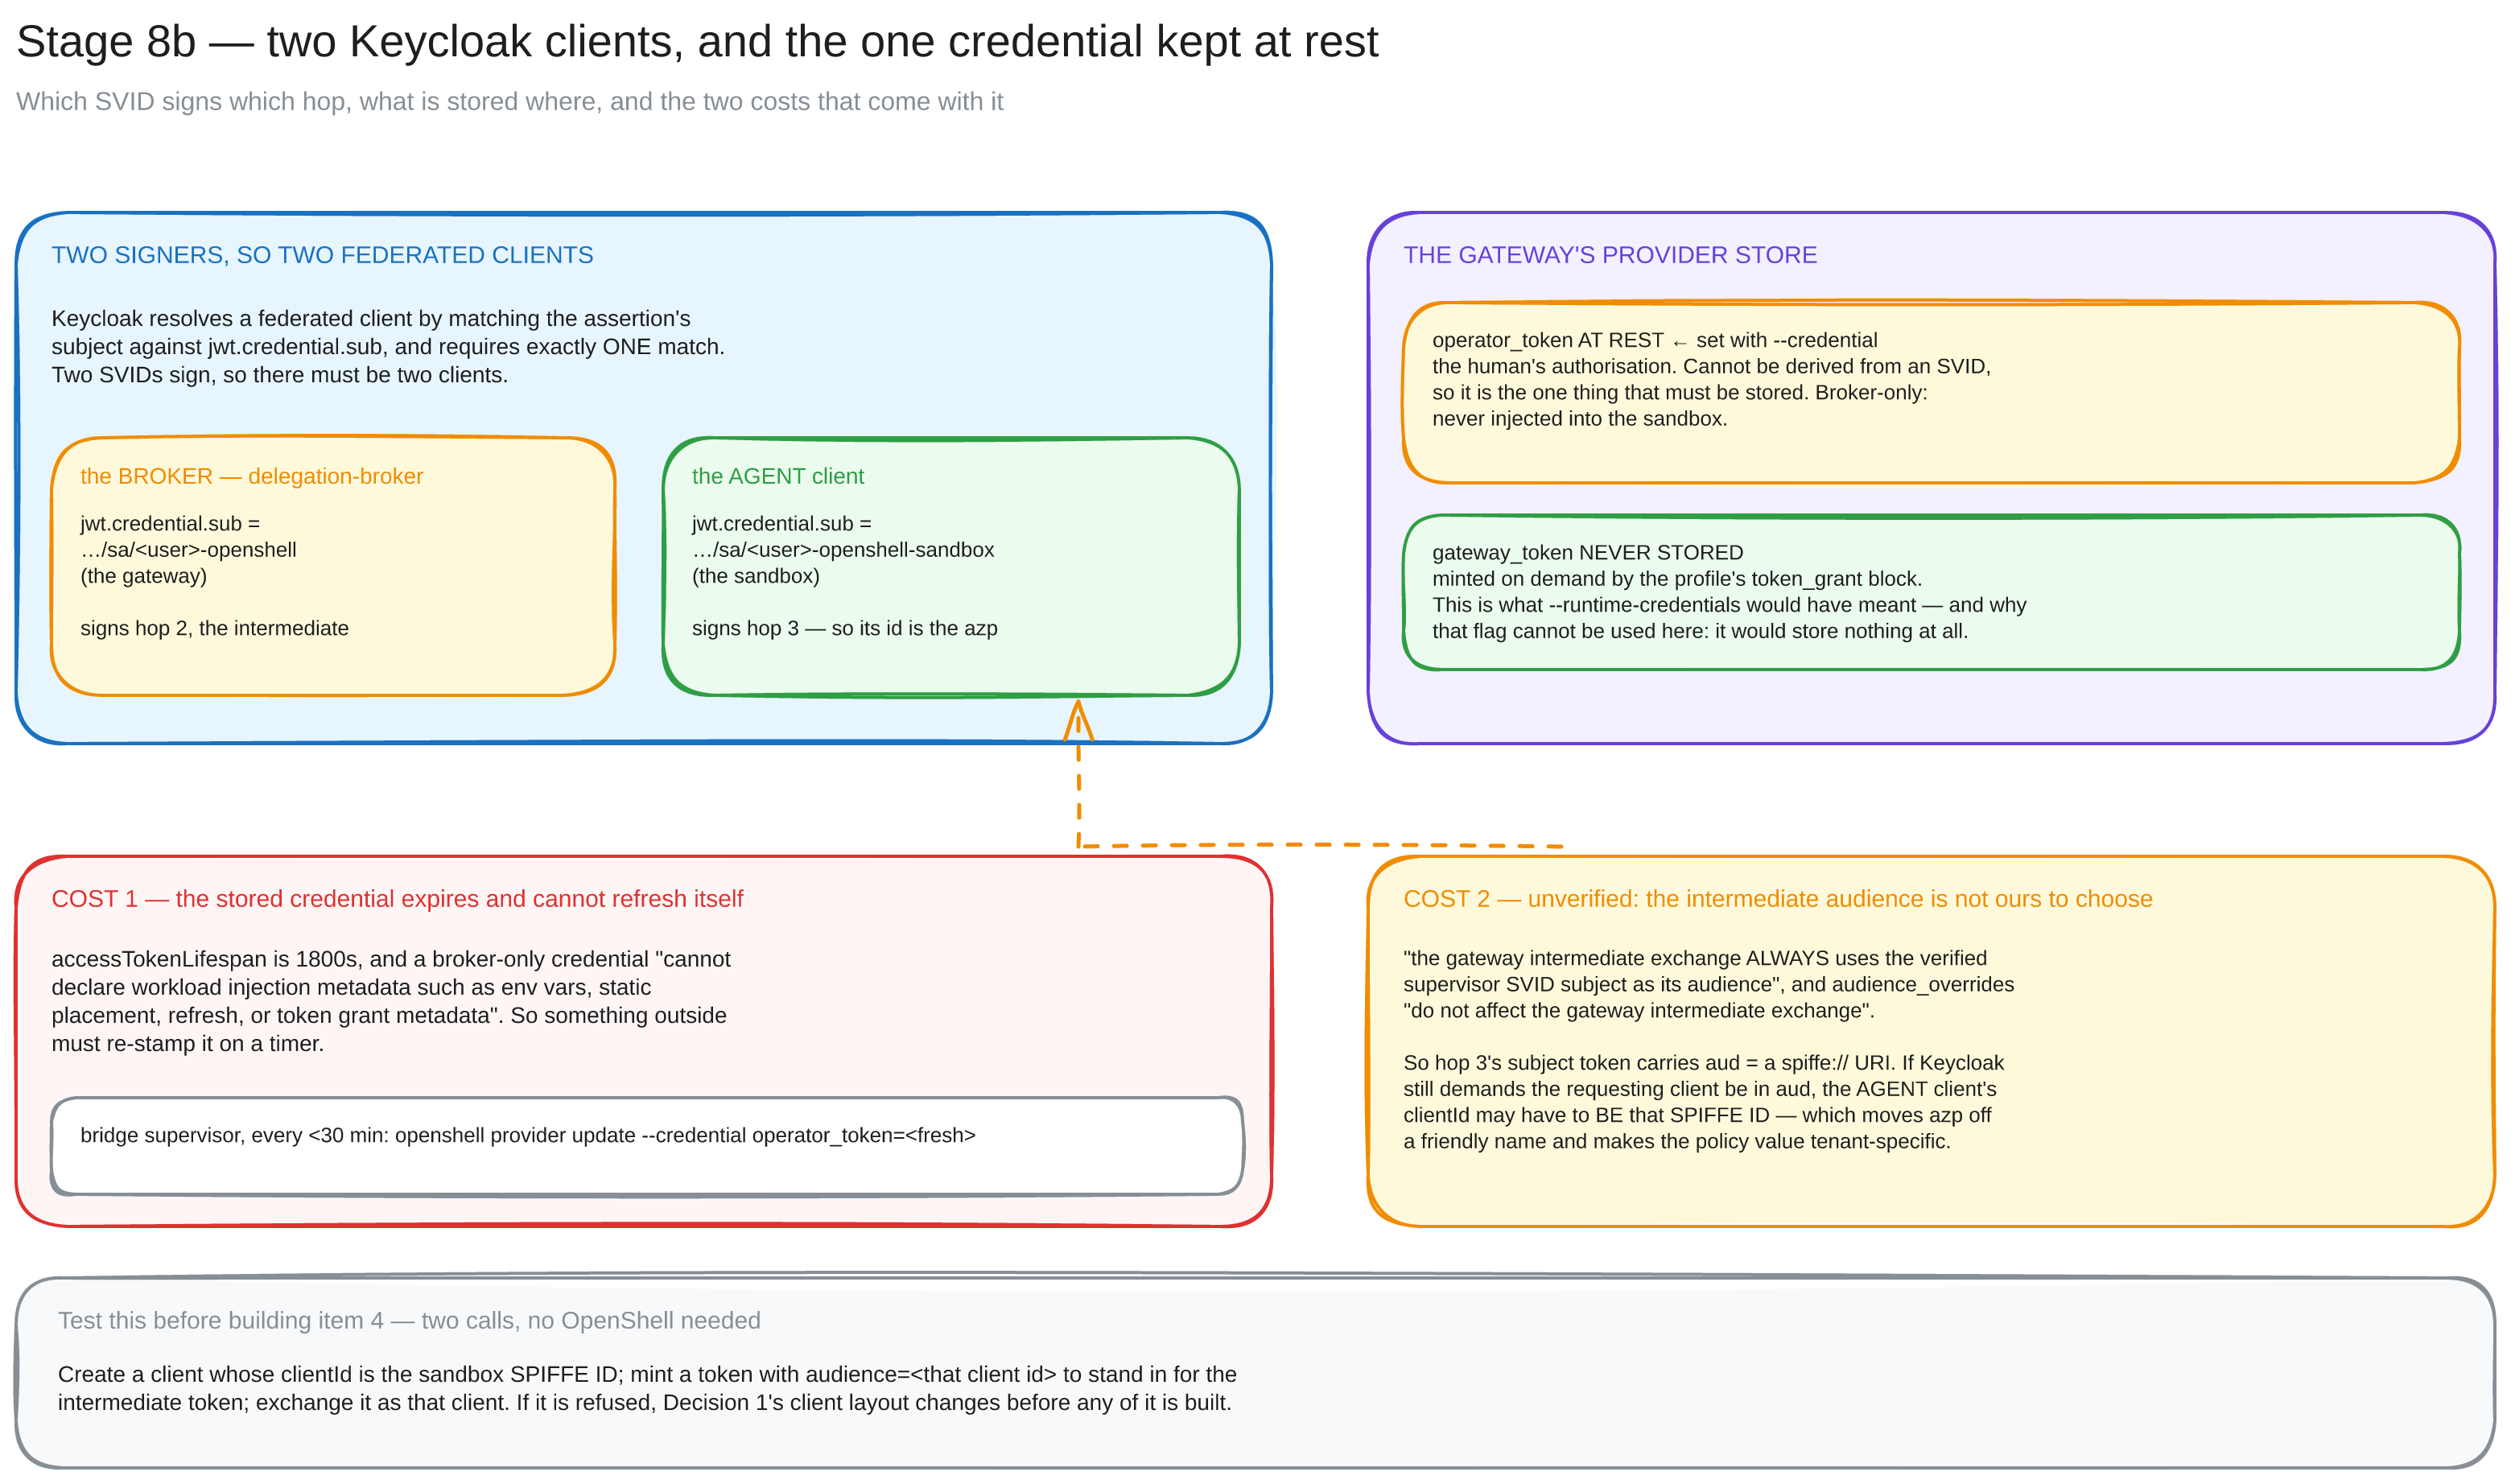 Stage 8b — two Keycloak clients, and the one credential kept at rest
Which SVID signs which hop, what is stored where, and the two costs that come with it
TWO SIGNERS, SO TWO FEDERATED CLIENTS
Keycloak resolves a federated client by matching the assertion's
subject against jwt.credential.sub, and requires exactly ONE match.
Two SVIDs sign, so there must be two clients.
the BROKER — delegation-broker
jwt.credential.sub =
…/sa/<user>-openshell
(the gateway)
signs hop 2, the intermediate
the AGENT client
jwt.credential.sub =
…/sa/<user>-openshell-sandbox
(the sandbox)
signs hop 3 — so its id is the azp
THE GATEWAY'S PROVIDER STORE
operator_token AT REST ← set with --credential
the human's authorisation. Cannot be derived from an SVID,
so it is the one thing that must be stored. Broker-only:
never injected into the sandbox.
gateway_token NEVER STORED
minted on demand by the profile's token_grant block.
This is what --runtime-credentials would have meant — and why
that flag cannot be used here: it would store nothing at all.
COST 1 — the stored credential expires and cannot refresh itself
accessTokenLifespan is 1800s, and a broker-only credential "cannot
declare workload injection metadata such as env vars, static
placement, refresh, or token grant metadata". So something outside
must re-stamp it on a timer.
bridge supervisor, every <30 min: openshell provider update --credential operator_token=<fresh>
COST 2 — unverified: the intermediate audience is not ours to choose
"the gateway intermediate exchange ALWAYS uses the verified
supervisor SVID subject as its audience", and audience_overrides
"do not affect the gateway intermediate exchange".
So hop 3's subject token carries aud = a spiffe:// URI. If Keycloak
still demands the requesting client be in aud, the AGENT client's
clientId may have to BE that SPIFFE ID — which moves azp off
a friendly name and makes the policy value tenant-specific.
Test this before building item 4 — two calls, no OpenShell needed
Create a client whose clientId is the sandbox SPIFFE ID; mint a token with audience=<that client id> to stand in for the
intermediate token; exchange it as that client. If it is refused, Decision 1's client layout changes before any of it is built.